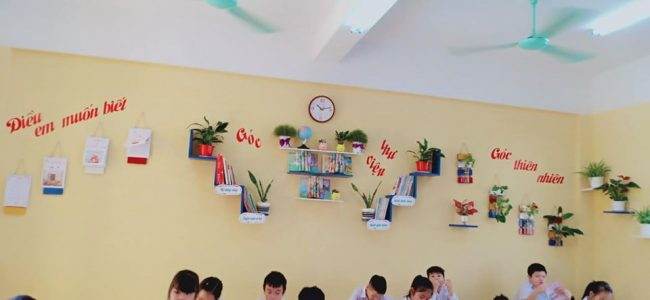 Điều
em muốn biết
Góc
Thư
viện
Góc thiên
nhiên